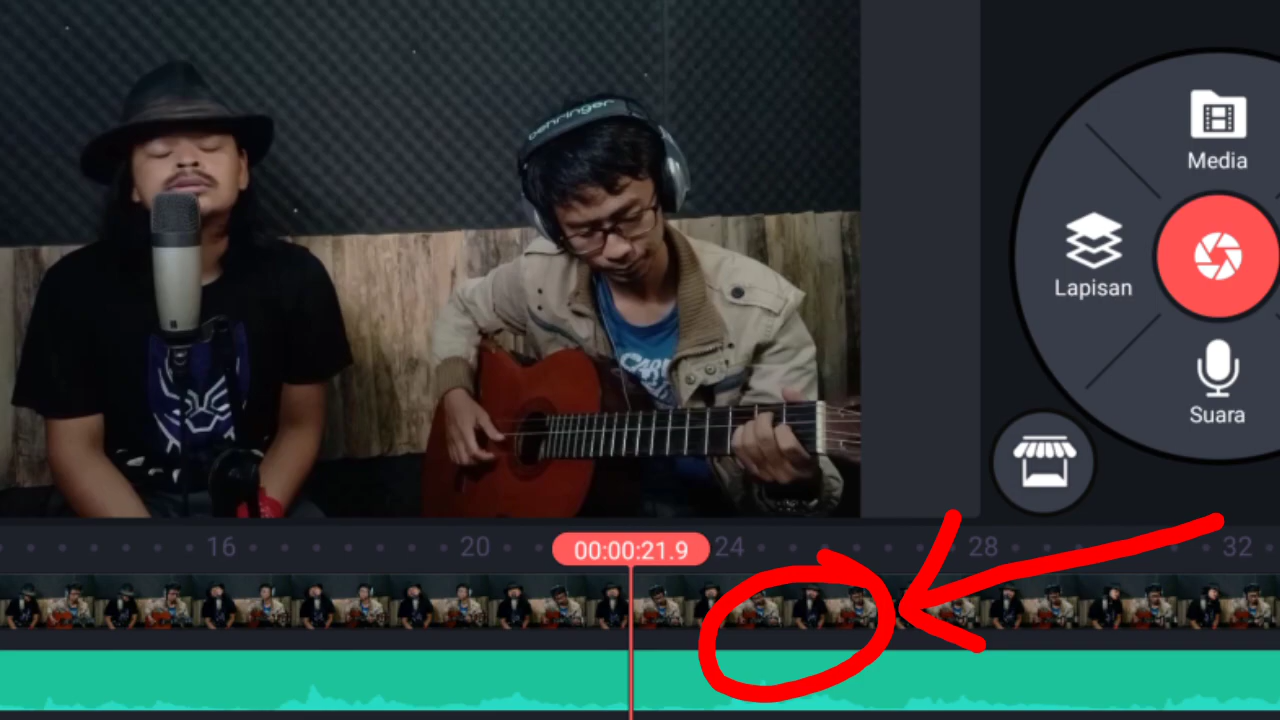 behringer
Media
Lapisan
Suara
16
20
00:00:21.9
24
28
32